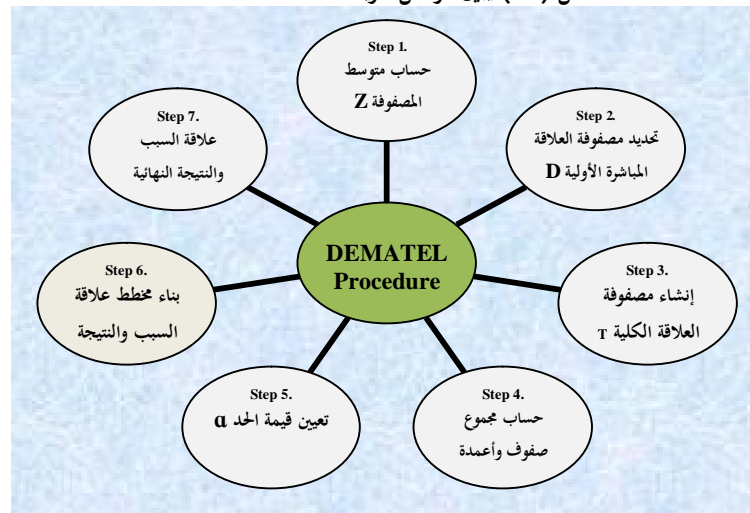 Step 1.
حساب متوسط
المصفوفة Z
Step 2.
تحديد مصفوفة العلاقة
المباشرة الأولية D
Step 3.
إنشاء مصفوفة
العلاقة الكلية T
Step 4.
حساب مجموع
صفوف وأعمدة
Step 5.
تعيين قيمة الحد α
Step 6.
بناء مخطط علاقة
السبب والنتيجة
Step 7.
علاقة السبب
والنتيجة النهائية
DEMATEL
Procedure